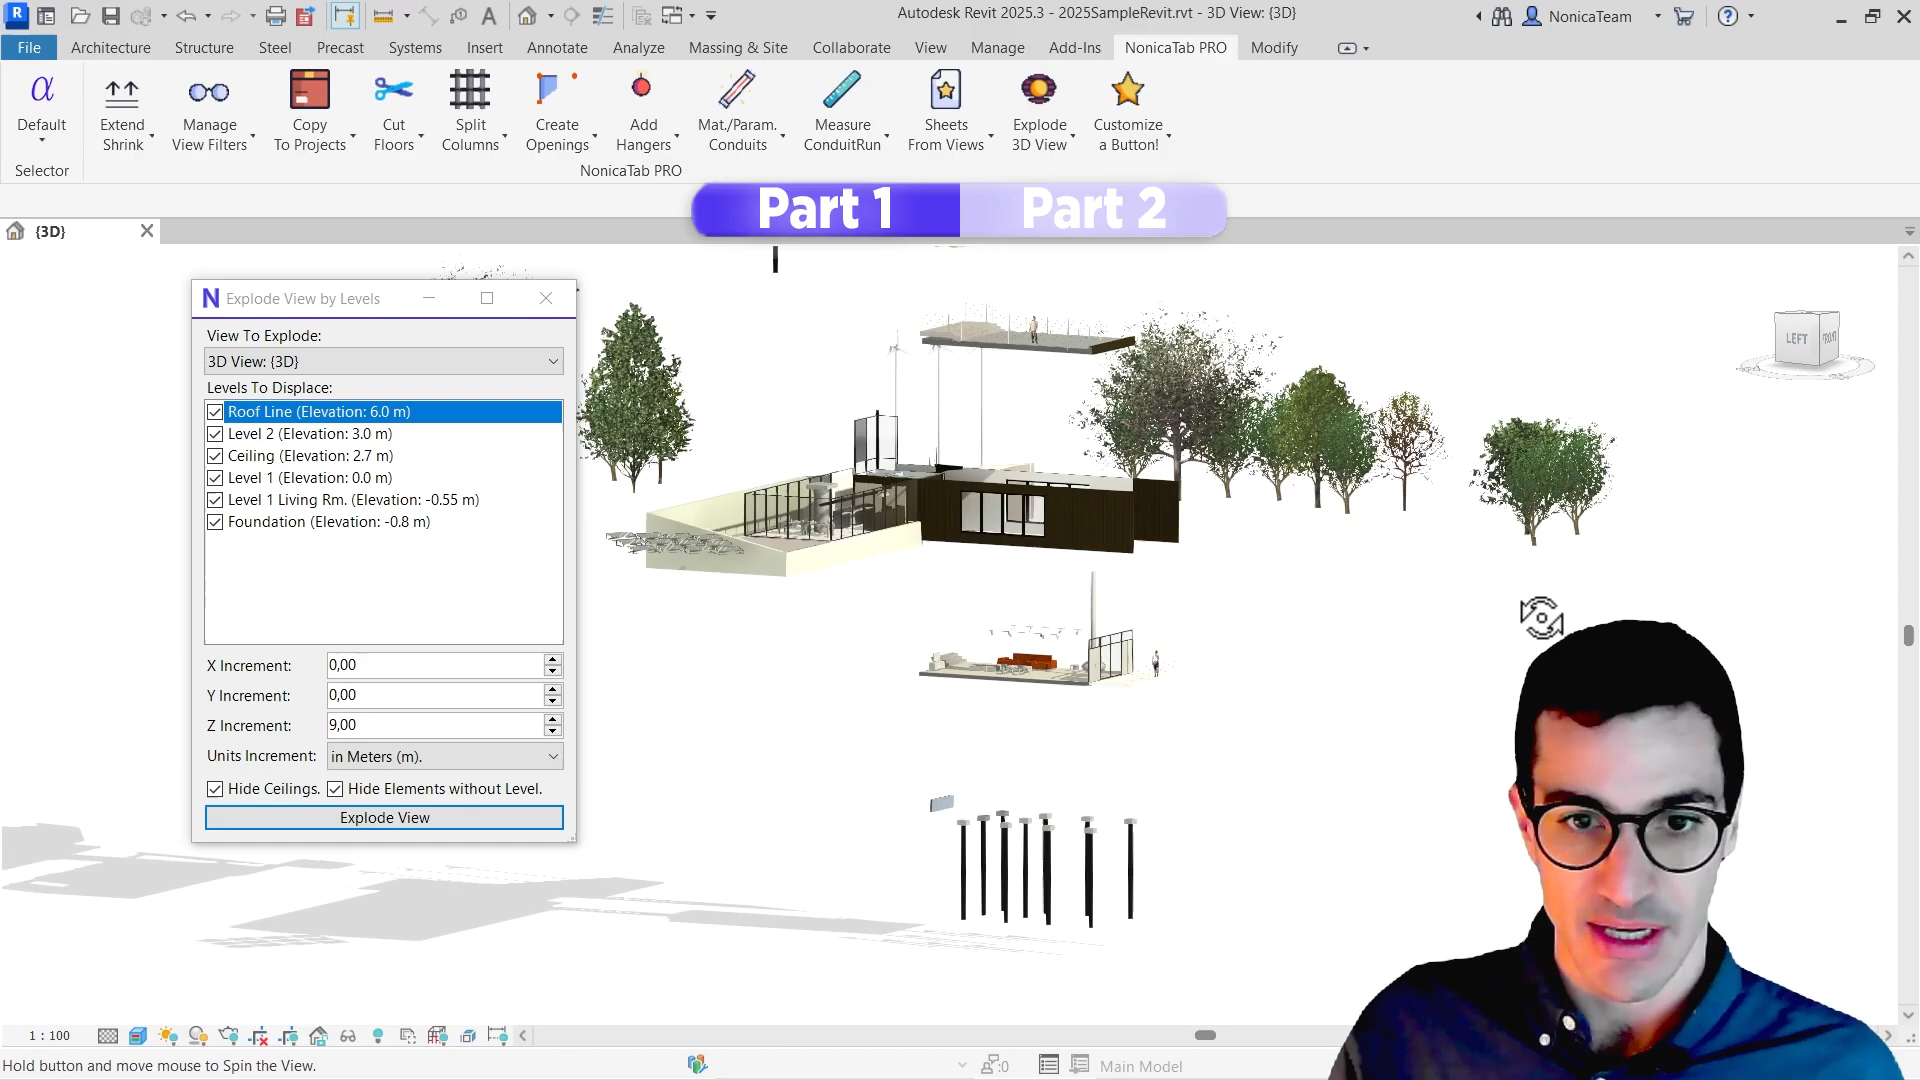 Autodesk Revit 2025.3 - 2025SampleRevit.rvt - 3D View: {3D}
NonicaTeam
File
Architecture
Structure
Steel
Precast
Systems
Insert
Annotate
Analyze
Massing & Site
Collaborate
View
Manage
Add-Ins
NonicaTab PRO
Modify
Default
Extend
Shrink
Manage
View Filters
Copy
To Projects
Cut
Floors
Split
Columns
Create
Openings
Add
Hangers
Mat./Param.
Conduits
Measure
ConduitRun
Sheets
From Views
Explode
3D View
Customize
a Button!
Selector
NonicaTab PRO
Part 1
Part 2
{3D}
N Explode View by Levels
View To Explode:
3D View: {3D}
Levels To Displace:
Roof Line (Elevation: 6.0 m)
Level 2 (Elevation: 3.0 m)
Ceiling (Elevation: 2.7 m)
Level 1 (Elevation: 0.0 m)
Level 1 Living Rm. (Elevation: -0.55 m)
Foundation (Elevation: -0.8 m)
X Increment: 0,00
Y Increment: 0,00
Z Increment: 9,00
Units Increment: in Meters (m).
Hide Ceilings. Hide Elements without Level.
Explode View
LEFT
FRONT
1 : 100
Hold button and move mouse to Spin the View.
:0
Main Model